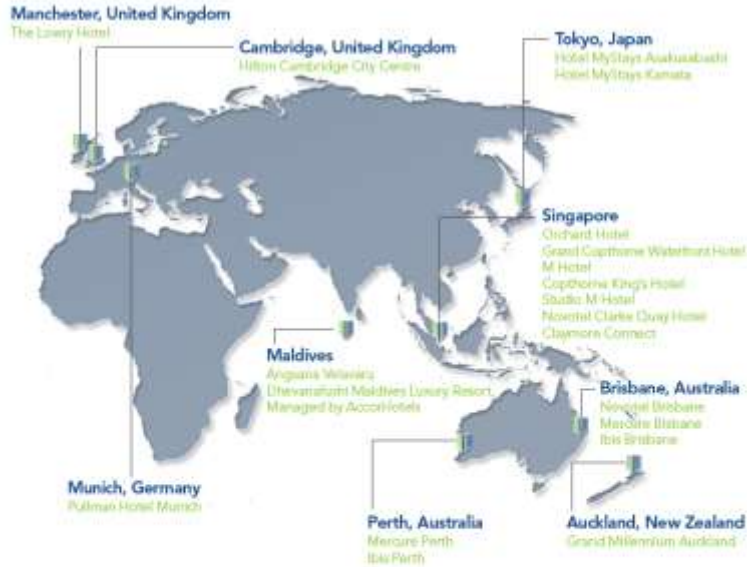 Manchester, United Kingdom
The Lowry Hotel
Cambridge, United Kingdom
Hilton Cambridge City Centre
Tokyo, Japan
Hotel MyStays Asakusabashi
Hotel MyStays Kamata
Singapore
Orchard Hotel
Grand Copthorne Waterfront Hotel
M Hotel
Copthorne King's Hotel
Studio M Hotel
Novotel Clarke Quay Hotel
Claymore Connect
Maldives
Angsana Velavaru
Dhevanafushi Maldives Luxury Resort
Managed by AccorHotels
Brisbane, Australia
Novotel Brisbane
Mercure Bisbane
Ibis Brisbane
Munich, Germany
Pullman Hotel Munich
Perth, Australia
Mercure Perth
Ibis Perth
Auckland, New Zealand
Grand Millennium Auckland